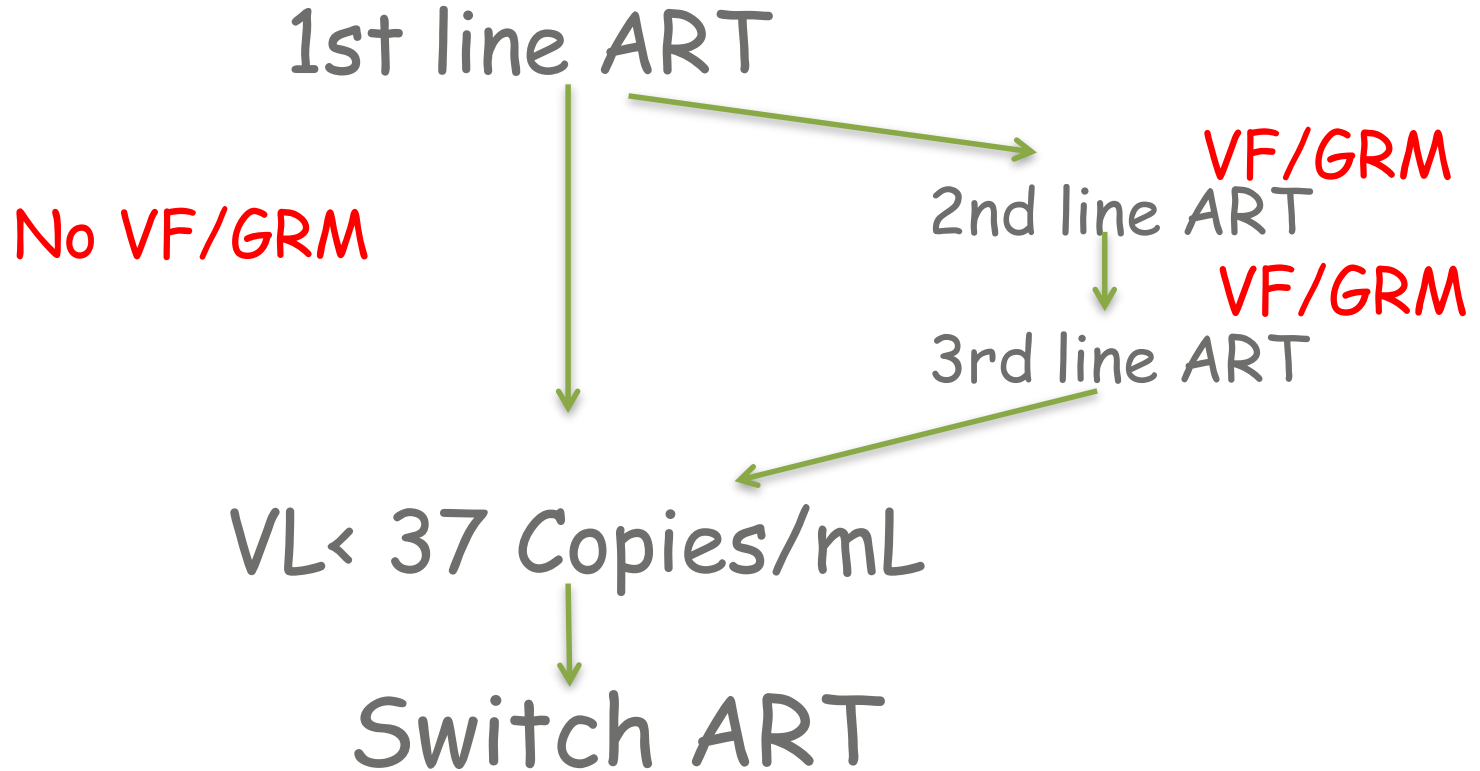 1st line ART
VF/GRM
2nd line ART
No VF/GRM
VF/GRM
3rd line ART
VL< 37 Copies/mL
Switch ART